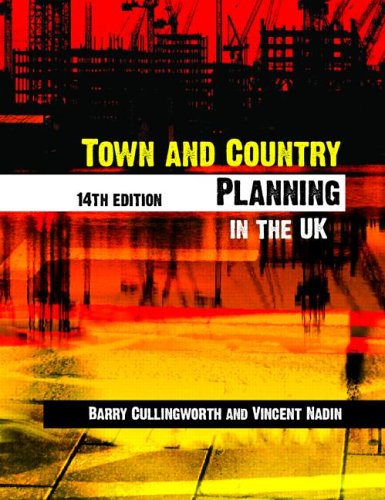 TOWN AND COUNTRY
14TH EDITION
PLANNING
IN THE UK
BARRY CULLINGWORTH AND VINCENT NADIN